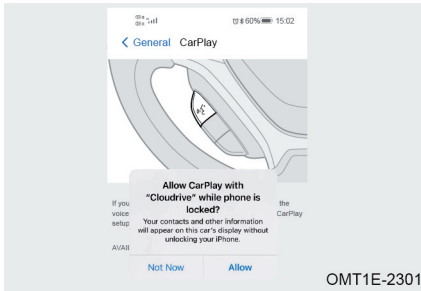 60% 15:02
General CarPlay
Allow CarPlay with
“Cloudrive” while phone is
locked?
Your contacts and other information
will appear on this car's display without
unlocking your iPhone.
If you the
voice CarPlay
setup
AVAIL
Not Now Allow
OMT1E-2301